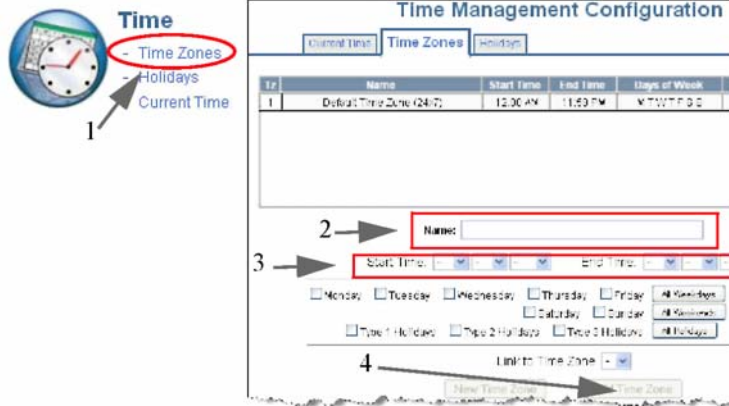 Time
- Time Zones
- Holidays
Current Time
1
Time Management Configuration
Current Time
Time Zones
Holidays
Tz Name Start Time End Time Days of Week
1 Default Time Zone (24x7) 12:00 AM 11:59 PM M T W T F S S
2
Name:
3
Start Time: - - - End Time: - - -
Monday Tuesday Wednesday Thursday Friday All Weekdays
Saturday Sunday All Weekends
Type 1 Holidays Type 2 Holidays Type 3 Holidays All Holidays
4
Link to Time Zone -
New Time Zone Time Zone